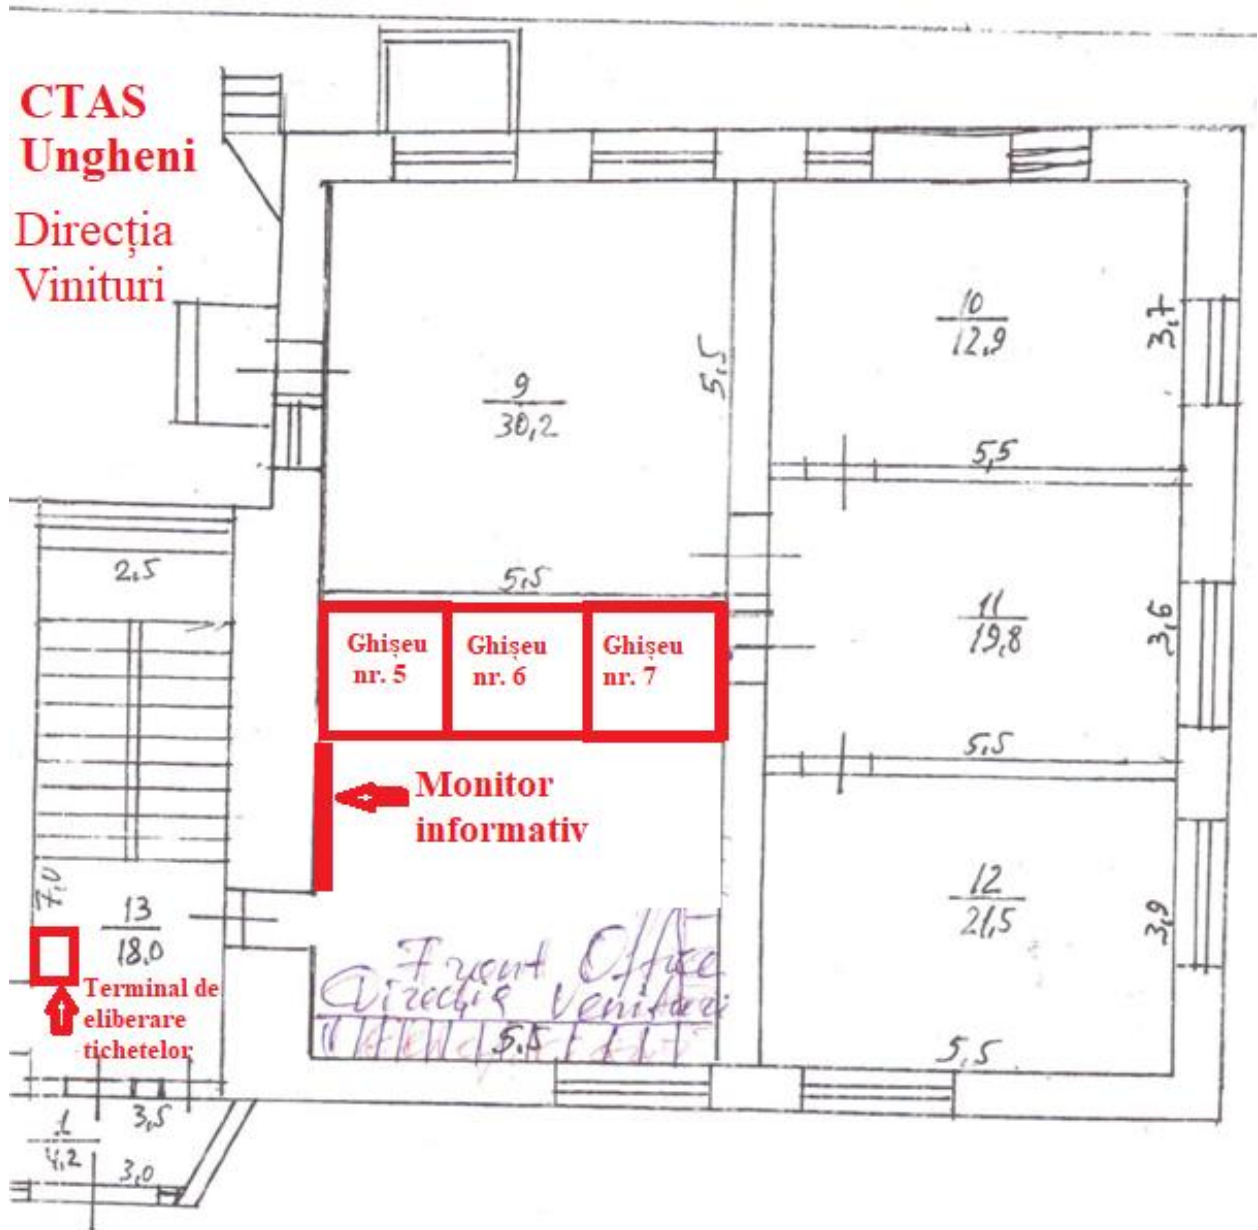 CTAS
Ungheni
Direcția
Vinituri
10
12,9
3,7
9
30,2
5,5
5,5
2,5
5,5
11
19,8
3,6
Ghișeu
nr. 5
Ghișeu
nr. 6
Ghișeu
nr. 7
5,5
Monitor
informativ
7,0
13
18,0
12
21,5
3,9
Front Office
Direcția Venituri
Terminal de
eliberare
tichetelor
5,5
5,5
3,5
1
4,2
3,0